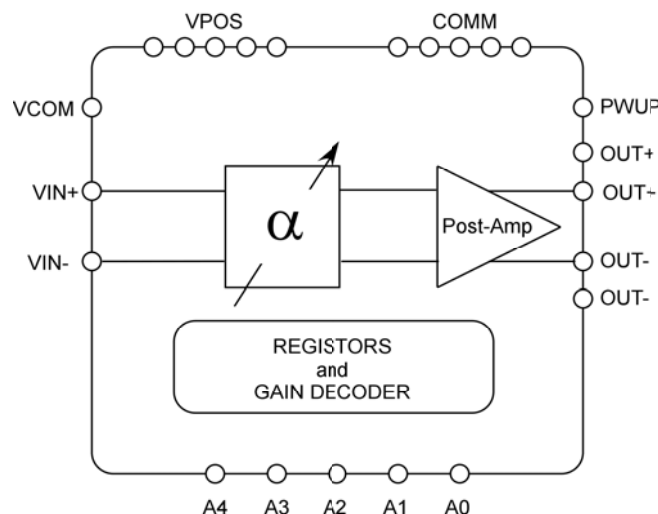 VPOS COMM
VCOM PWUP
OUT+
VIN+ α Post-Amp OUT+
VIN- OUT-
OUT-
REGISTORS
and
GAIN DECODER
A4 A3 A2 A1 A0